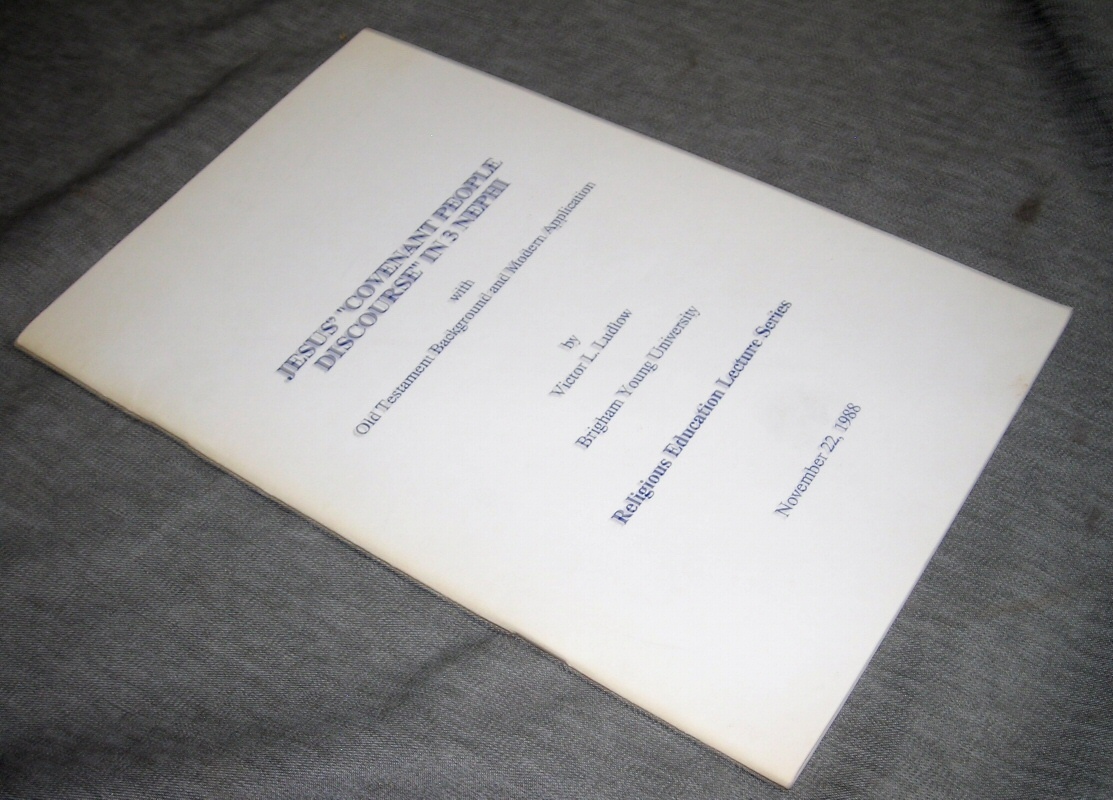 JESUS' "COVENANT PEOPLE
DISCOURSE" IN 3 NEPHI
with
Old Testament Background and Modern Application
by
Victor L. Ludlow
Brigham Young University
Religious Education Lecture Series
November 22, 1988